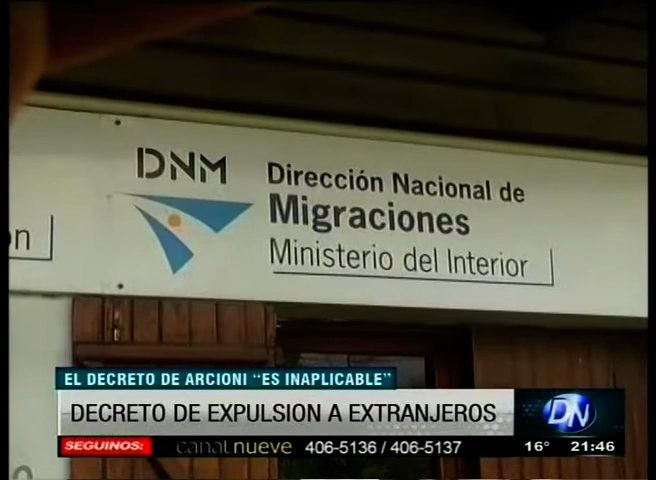 DNM
Dirección Nacional de
Migraciones
Ministerio del Interior
EL DECRETO DE ARCIONI “ES INAPLICABLE”
DECRETO DE EXPULSION A EXTRANJEROS
DN
SEGUINOS:
canal nueve
406-5136 / 406-5137
16°
21:46